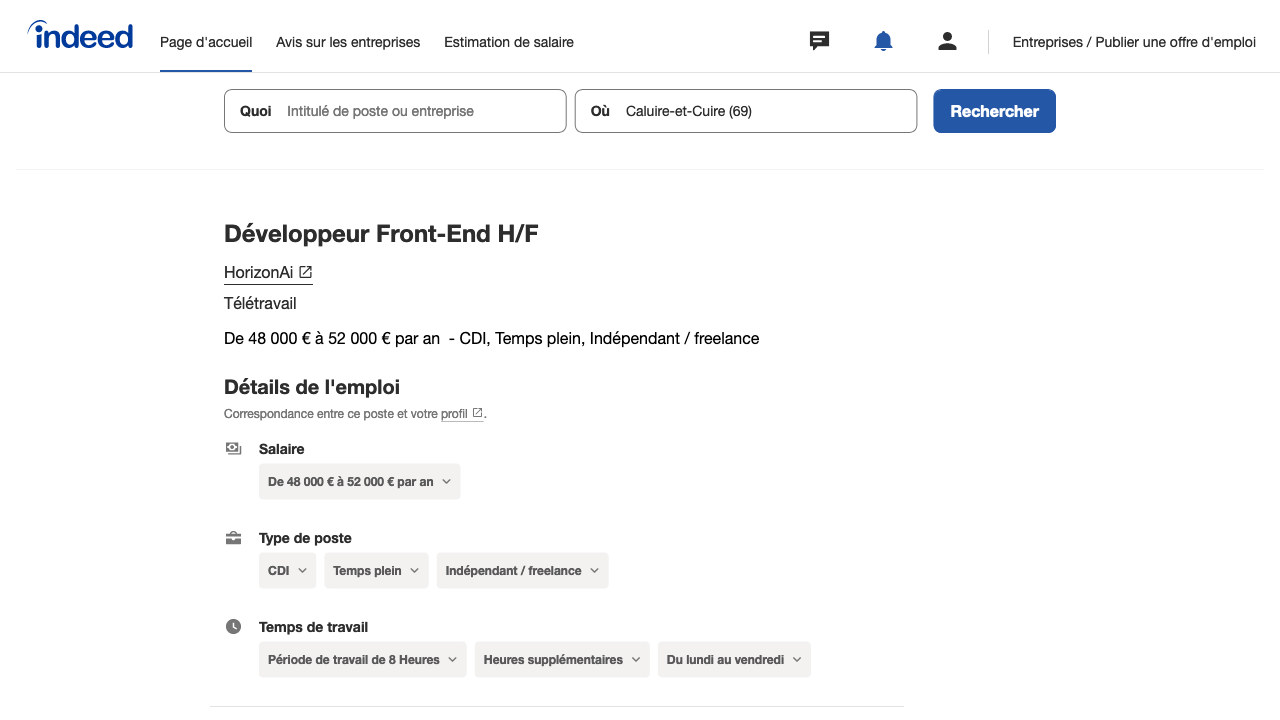 indeed
Page d'accueil Avis sur les entreprises Estimation de salaire Entreprises / Publier une offre d'emploi
Quoi Intitulé de poste ou entreprise Où Caluire-et-Cuire (69) Rechercher
Développeur Front-End H/F
HorizonAi
Télétravail
De 48 000 € à 52 000 € par an - CDI, Temps plein, Indépendant / freelance
Détails de l'emploi
Correspondance entre ce poste et votre profil .
Salaire
De 48 000 € à 52 000 € par an
Type de poste
CDI Temps plein Indépendant / freelance
Temps de travail
Période de travail de 8 Heures Heures supplémentaires Du lundi au vendredi